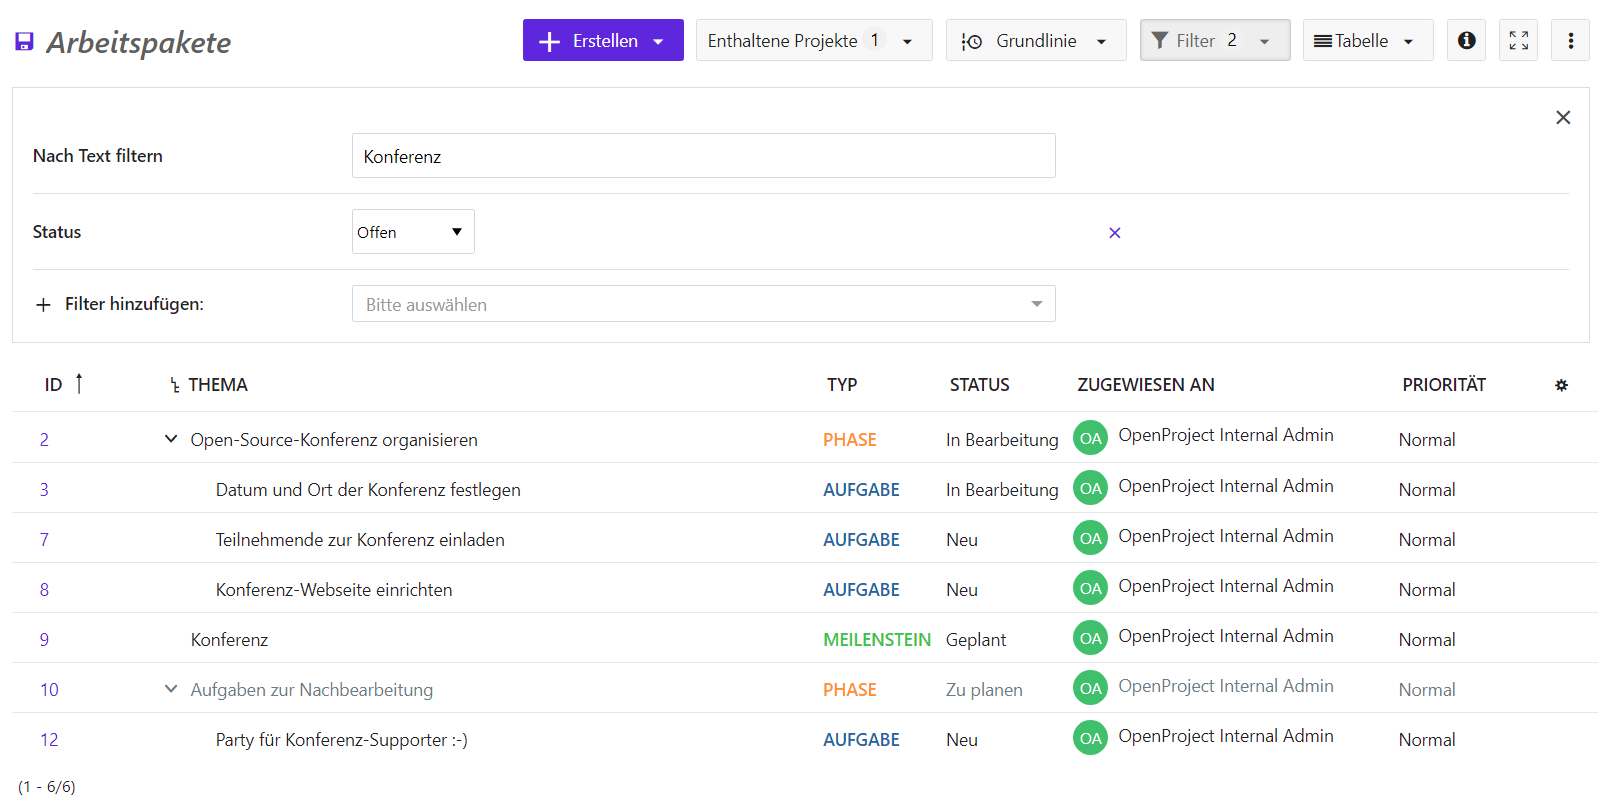 Arbeitspakete
Erstellen
Enthaltene Projekte 1
Grundlinie
Filter 2
Tabelle
Nach Text filtern
Konferenz
Status
Offen
Filter hinzufügen:
Bitte auswählen
ID THEMA TYP STATUS ZUGEWIESEN AN PRIORITÄT
2 Open-Source-Konferenz organisieren PHASE In Bearbeitung OA OpenProject Internal Admin Normal
3 Datum und Ort der Konferenz festlegen AUFGABE In Bearbeitung OA OpenProject Internal Admin Normal
7 Teilnehmende zur Konferenz einladen AUFGABE Neu OA OpenProject Internal Admin Normal
8 Konferenz-Webseite einrichten AUFGABE Neu OA OpenProject Internal Admin Normal
9 Konferenz MEILENSTEIN Geplant OA OpenProject Internal Admin Normal
10 Aufgaben zur Nachbearbeitung PHASE Zu planen OA OpenProject Internal Admin Normal
12 Party für Konferenz-Supporter :-) AUFGABE Neu OA OpenProject Internal Admin Normal
(1 - 6/6)